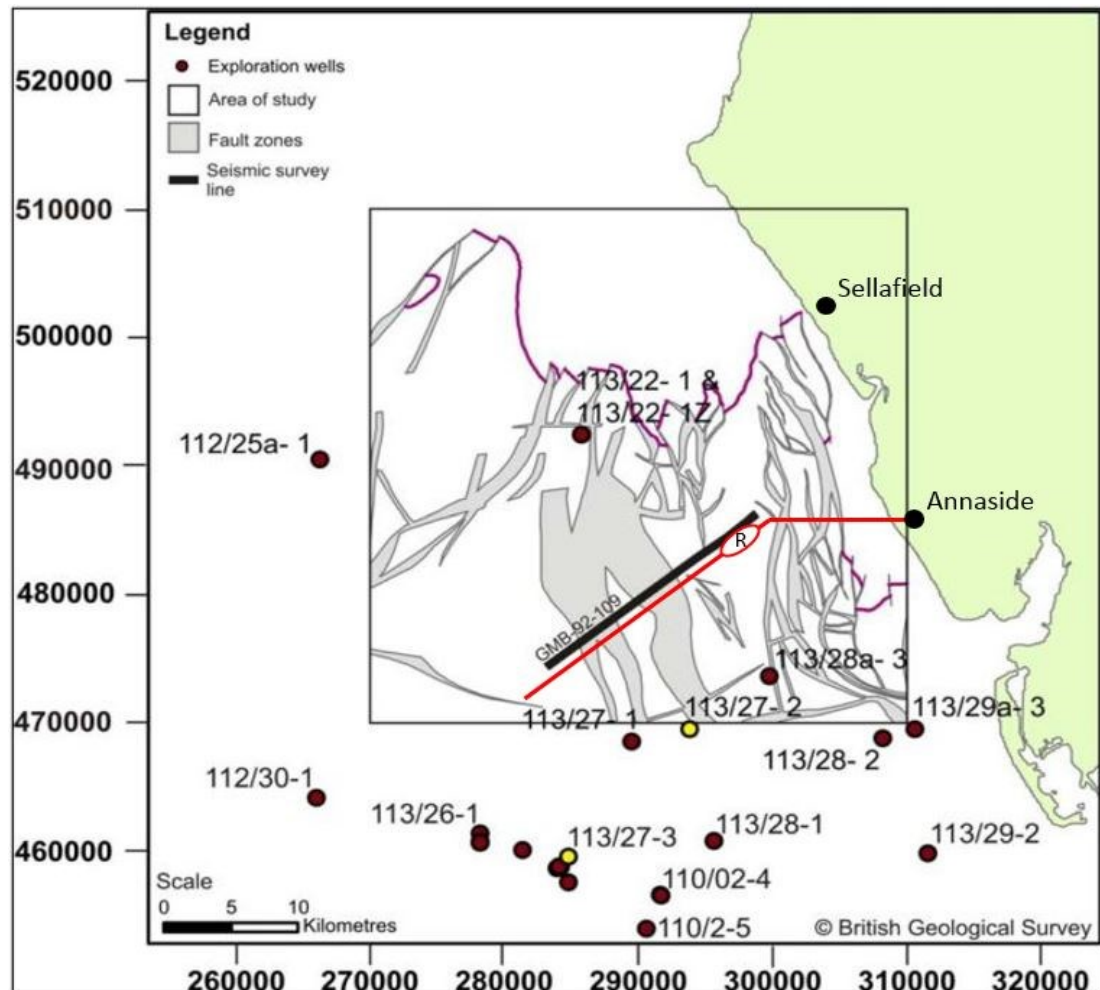 Legend
Exploration wells
Area of study
Fault zones
Seismic survey
line
520000
510000
500000
490000
480000
470000
460000
Sellafield
113/22- 1 &
113/22- 1Z
112/25a- 1
Annaside
R
GMB-92-109
113/28a- 3
113/27- 1
113/27- 2
113/29a- 3
113/28- 2
112/30-1
113/26-1
113/27-3
113/28-1
113/29-2
110/02-4
110/2-5
Scale
0 5 10
Kilometres
© British Geological Survey
260000 270000 280000 290000 300000 310000 320000